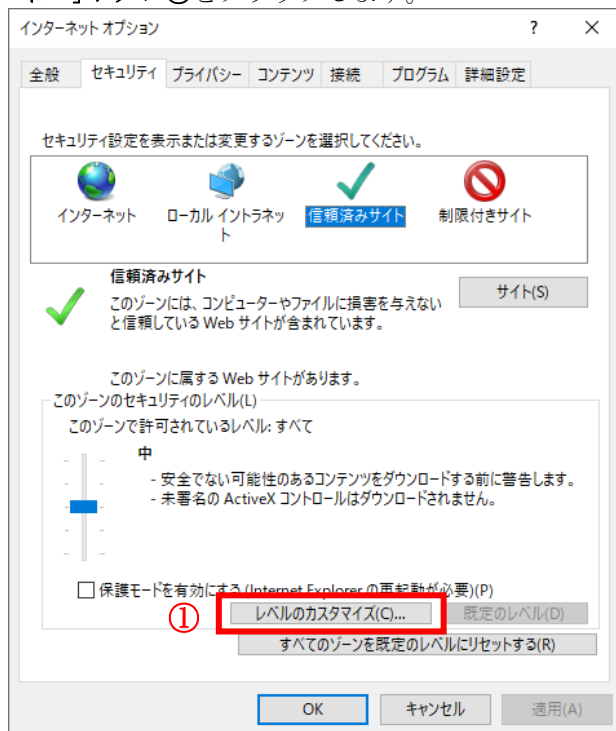 ①をクリックします。
インターネット オプション ? ×
全般 セキュリティ プライバシー コンテンツ 接続 プログラム 詳細設定
セキュリティ設定を表示または変更するゾーンを選択してください。
インターネット ローカル イントラネッ 信頼済みサイト 制限付きサイト
ト
信頼済みサイト
サイト(S)
このゾーンには、コンピューターやファイルに損害を与えない
と信頼している Web サイトが含まれています。
このゾーンに属する Web サイトがあります。
このゾーンのセキュリティのレベル(L)
このゾーンで許可されているレベル: すべて
中
- 安全でない可能性のあるコンテンツをダウンロードする前に警告します。
- 未署名の ActiveX コントロールはダウンロードされません。
保護モードを有効にする (Internet Explorer の再起動が必要)(P)
① レベルのカスタマイズ(C)... 既定のレベル(D)
すべてのゾーンを既定のレベルにリセットする(R)
OK キャンセル 適用(A)